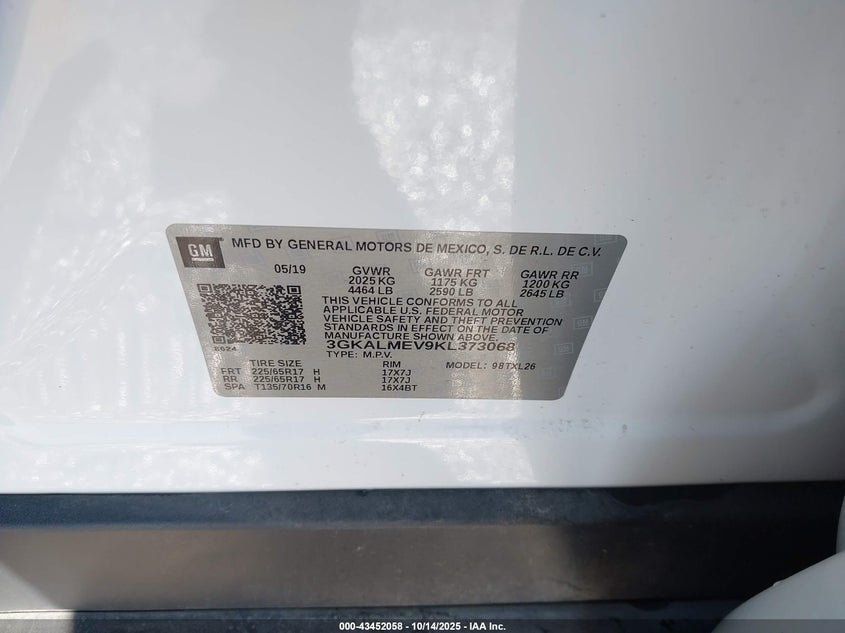 GM
MFD BY GENERAL MOTORS DE MEXICO, S. DE R.L. DE C.V.
05/19 GVWR GAWR FRT GAWR RR
2025 KG 1175 KG 1200 KG
4464 LB 2590 LB 2645 LB
THIS VEHICLE CONFORMS TO ALL
APPLICABLE U.S. FEDERAL MOTOR
VEHICLE SAFETY AND THEFT PREVENTION
STANDARDS IN EFFECT ON THE DATE OF
MANUFACTURE SHOWN ABOVE.
2624 3GKALMEV9KL373068
TYPE: M.P.V. MODEL: 98TXL26
TIRE SIZE RIM
FRT 225/65R17 H 17X7J
RR 225/65R17 H 17X7J
SPA T135/70R16 M 16X4BT
000-43452058 | 10/14/2025 - IAA Inc.